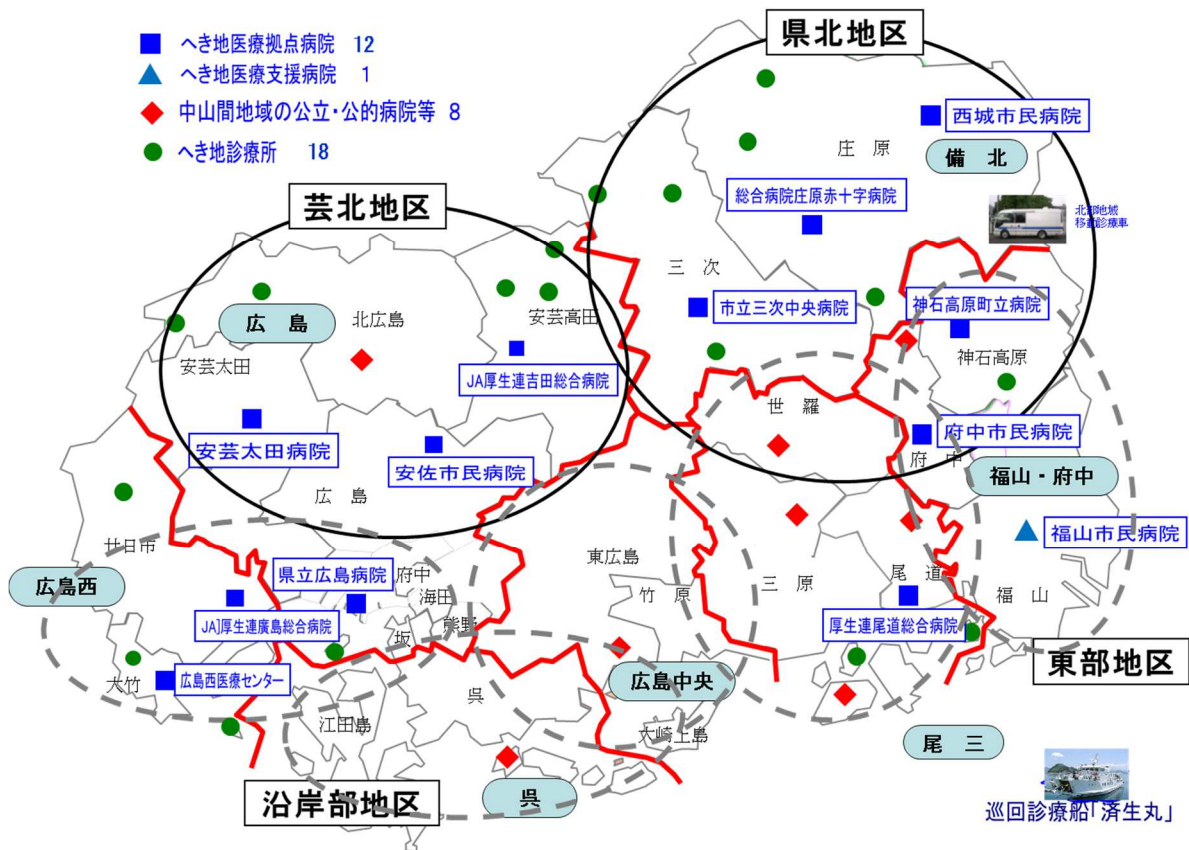 へき地医療拠点病院 12
へき地医療支援病院 1
中山間地域の公立・公的病院等 8
へき地診療所 18
県北地区
西城市民病院
庄 原
備北
芸北地区
総合病院庄原赤十字病院
北部地域
移動診療車
三 次
広 島
北広島
安芸高田
市立三次中央病院
神石高原町立病院
安芸太田
神石高原
JA厚生連吉田総合病院
世 羅
安芸太田病院
安佐市民病院
府中市民病院
府 中
広 島
福山・府中
福山市民病院
廿日市
東広島
県立広島病院
府中
海田
広島西
竹 原
三 原
尾 道
福 山
JA]厚生連廣島総合病院
熊野
坂
厚生連尾道総合病院
東部地区
大竹
広島西医療センター
広島中央
呉
江田島
大崎上島
尾 三
沿岸部地区
呉
巡回診療船「済生丸」